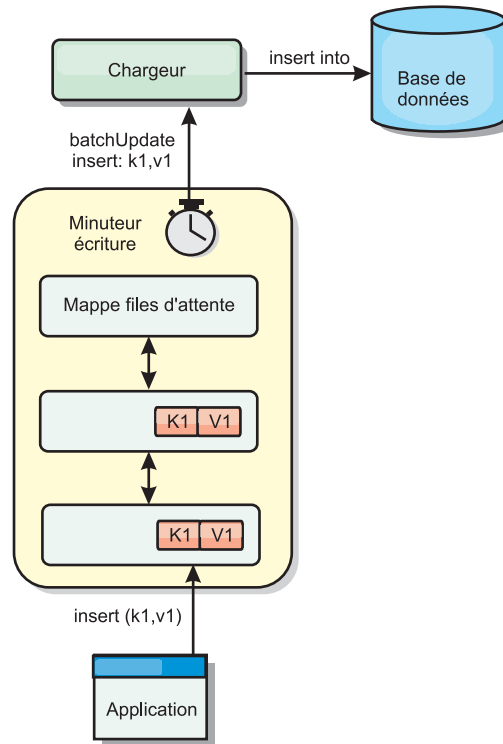 Chargeur
insert into
Base de
données
batchUpdate
insert: k1,v1
Minuteur
écriture
Mappe files d'attente
K1 V1
K1 V1
insert (k1,v1)
Application